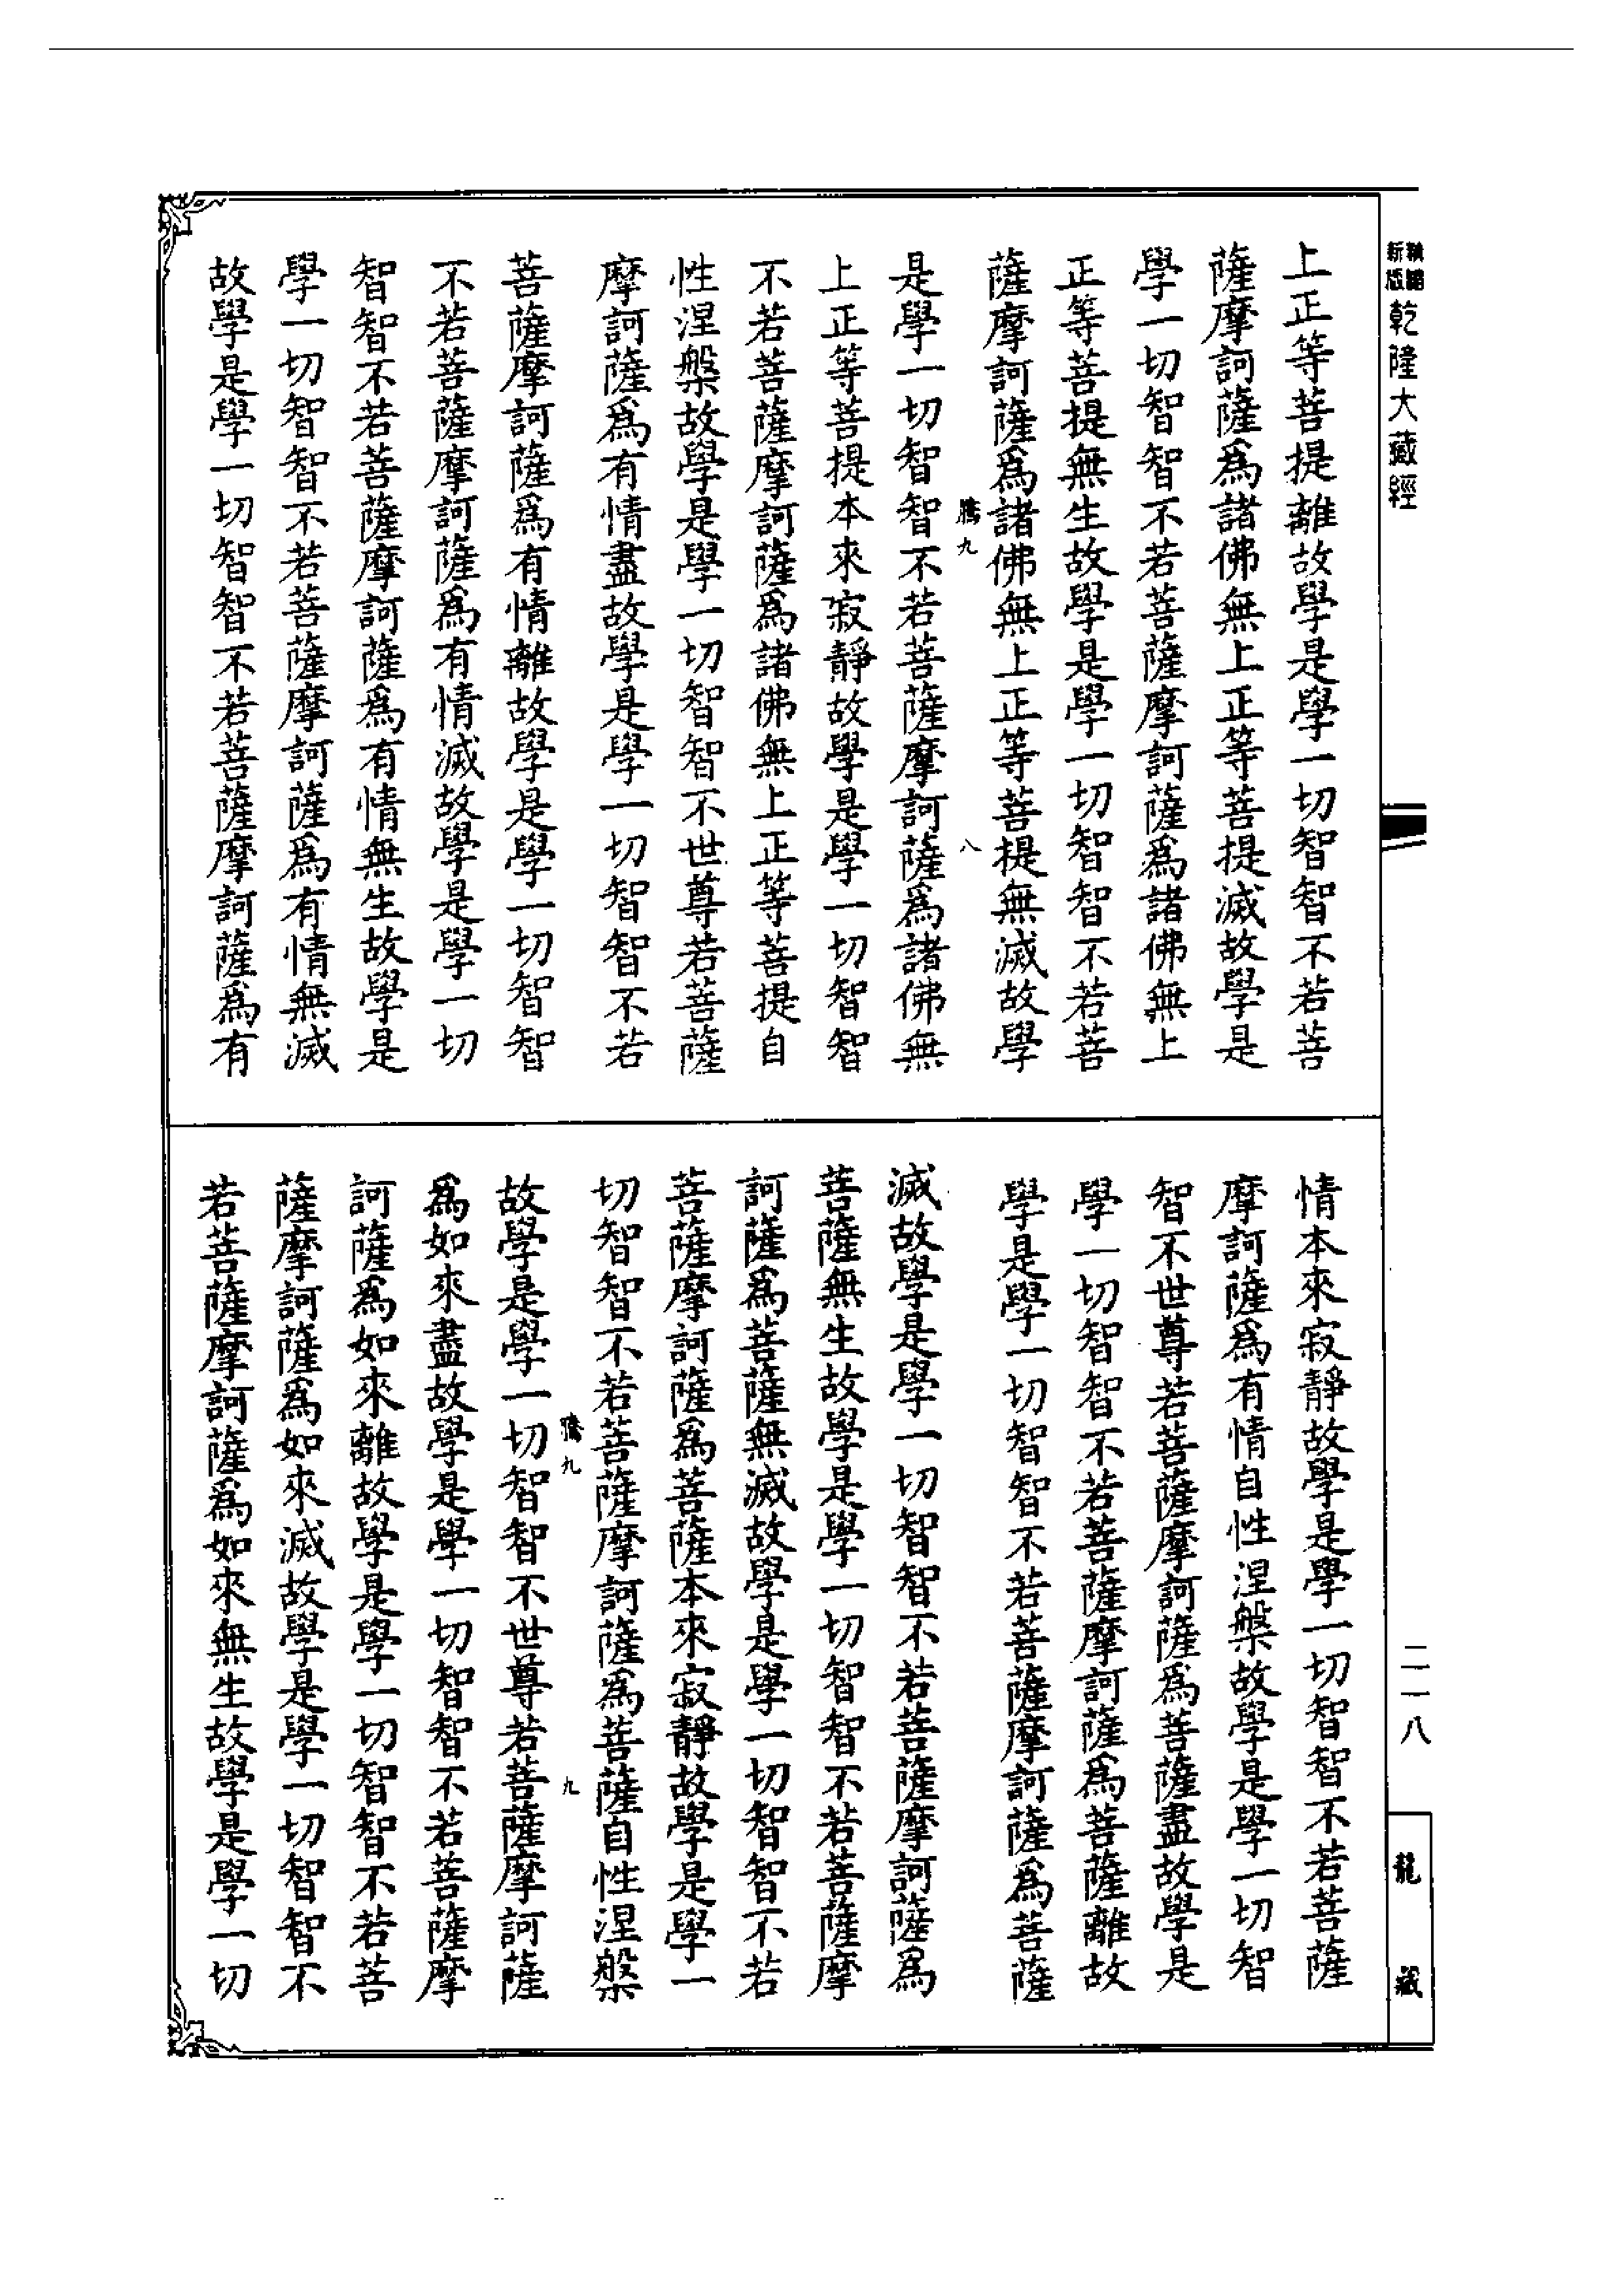 乾隆大藏經
上正等菩提離故學是學一切智智不若菩
薩摩訶薩爲諸佛無上正等菩提滅故學是
學一切智智不若菩薩摩訶薩爲諸佛無上
正等菩提無生故學是學一切智智不若菩
薩摩訶薩爲諸佛無上正等菩提無滅故學
騰九
八
是學一切智智不若菩薩摩訶薩爲諸佛無
上正等菩提本來寂靜故學是學一切智智
不若菩薩摩訶薩爲諸佛無上正等菩提自
性涅槃故學是學一切智智不世尊若菩薩
摩訶薩爲有情盡故學是學一切智智不若
菩薩摩訶薩爲有情離故學是學一切智智
不若菩薩摩訶薩爲有情滅故學是學一切
智智不若菩薩摩訶薩爲有情無生故學是
學一切智智不若菩薩摩訶薩爲有情無滅
故學是學一切智智不若菩薩摩訶薩爲有
情本來寂靜故學是學一切智智不若菩薩
摩訶薩爲有情自性涅槃故學是學一切智
智不世尊若菩薩摩訶薩爲菩薩盡故學是
學一切智智不若菩薩摩訶薩爲菩薩離故
學是學一切智智不若菩薩摩訶薩爲菩薩
滅故學是學一切智智不若菩薩摩訶薩爲
菩薩無生故學是學一切智智不若菩薩摩
訶薩爲菩薩無滅故學是學一切智智不若
菩薩摩訶薩爲菩薩本來寂靜故學是學一
切智智不若菩薩摩訶薩爲菩薩自性涅槃
騰九
九
故學是學一切智智不世尊若菩薩摩訶薩
爲如來盡故學是學一切智智不若菩薩摩
訶薩爲如來離故學是學一切智智不若菩
薩摩訶薩爲如來滅故學是學一切智智不
若菩薩摩訶薩爲如來無生故學是學一切
二一八
龍藏